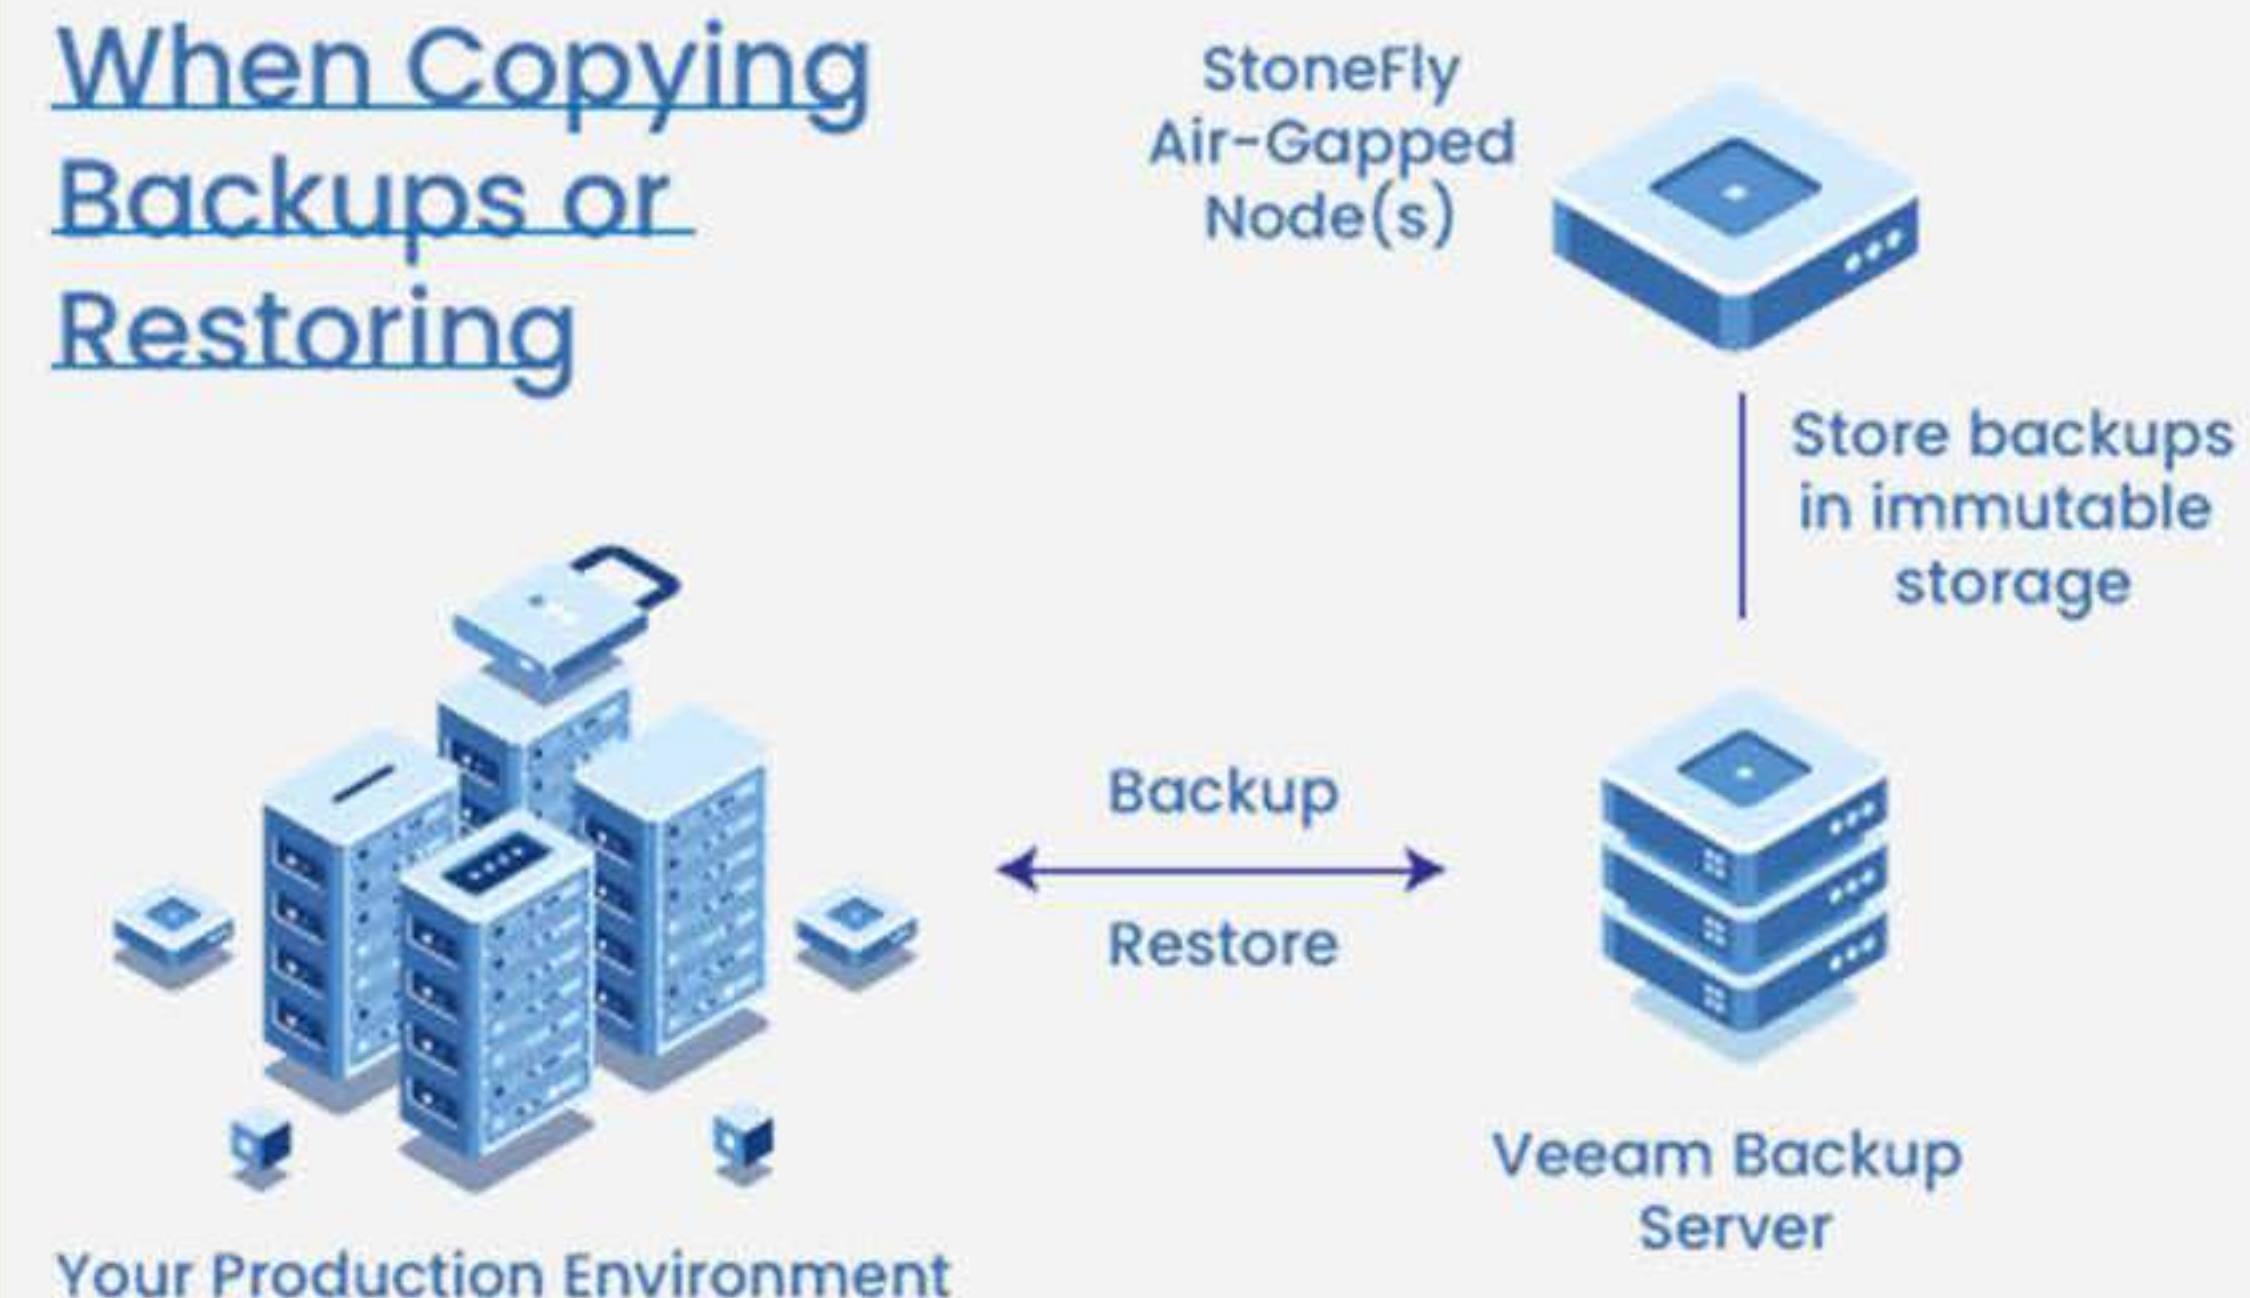 When Copying
Backups or
Restoring
StoneFly
Air-Gapped
Node(s)
Store backups
in immutable
storage
Backup
Restore
Veeam Backup
Server
Your Production Environment